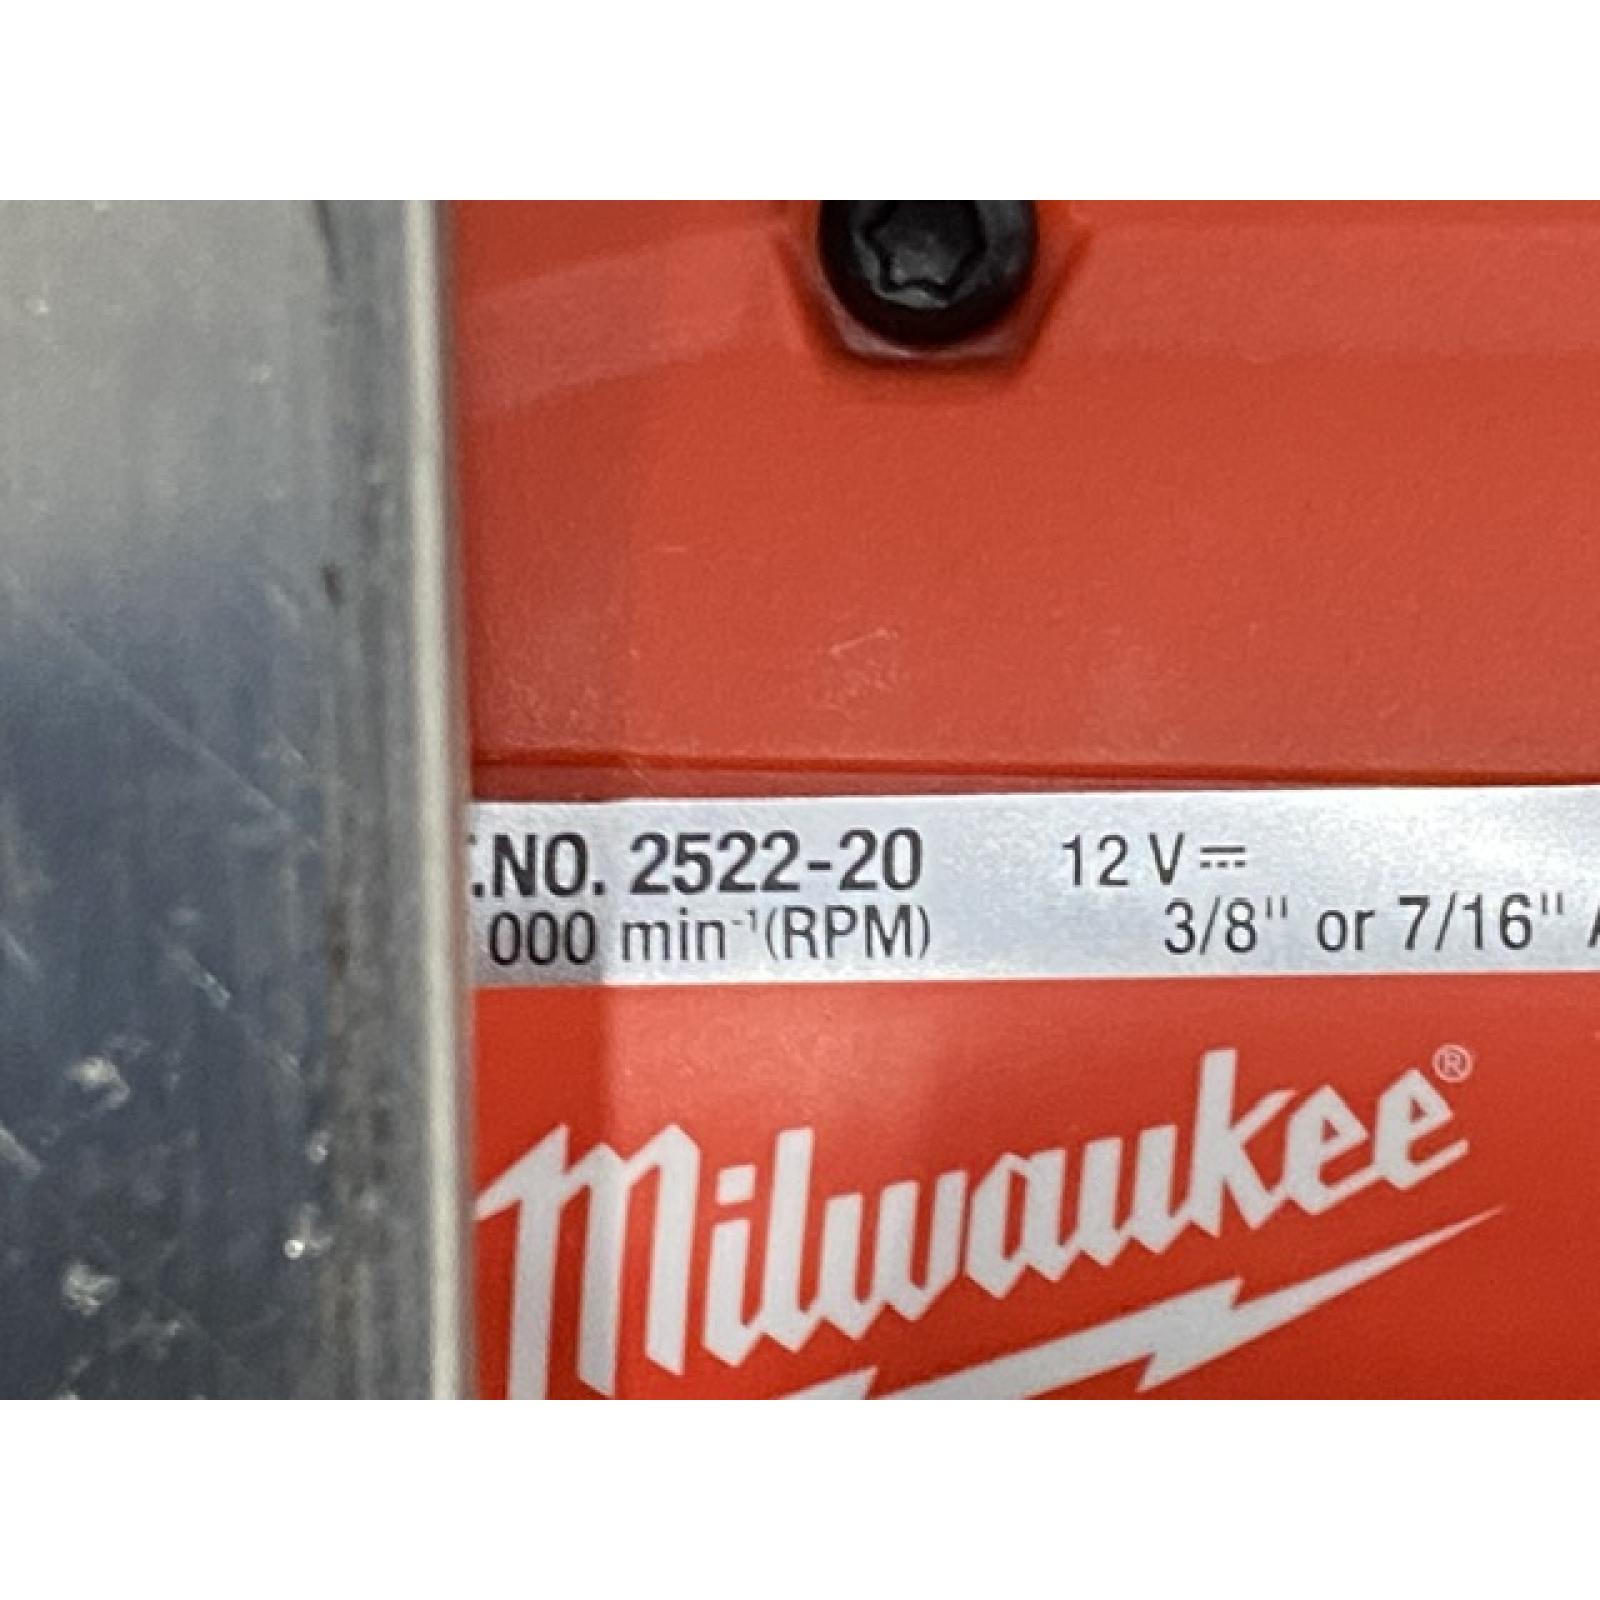 .NO. 2522-20 12 V
000 min⁻¹(RPM) 3/8" or 7/16"
Milwaukee®